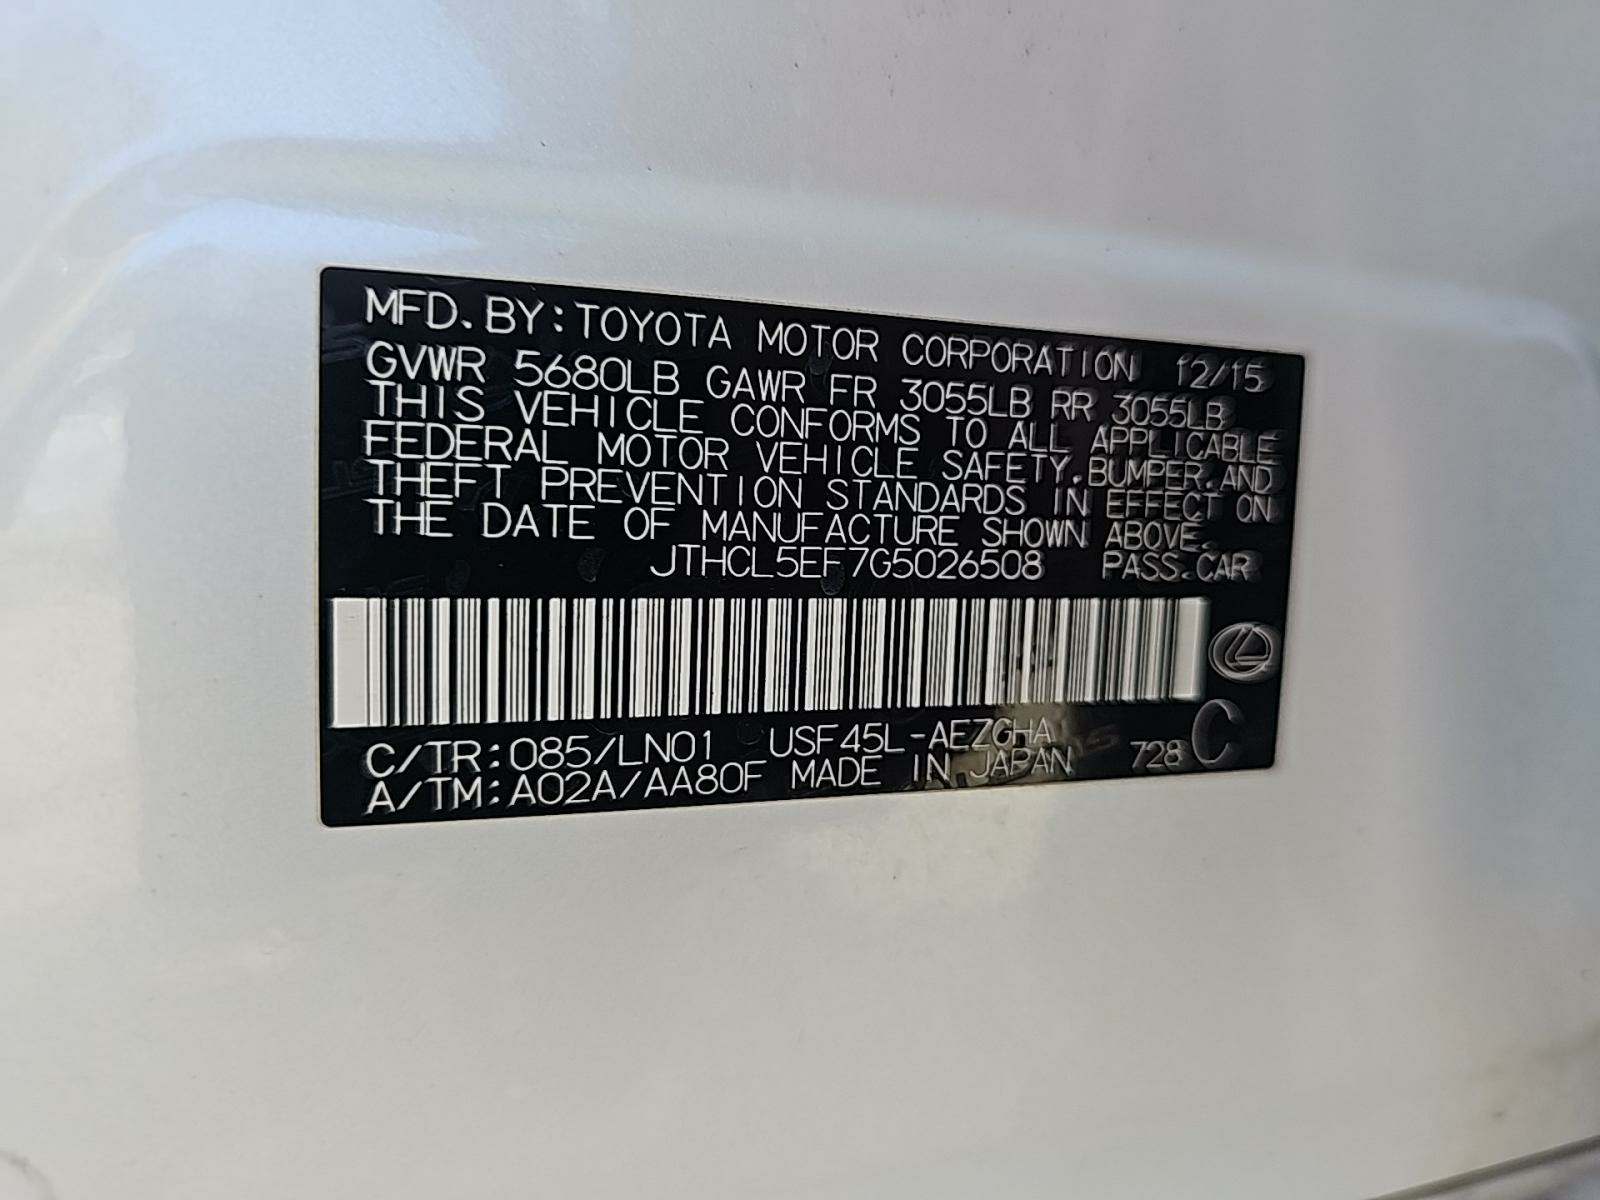 MFD. BY: TOYOTA MOTOR CORPORATION 12/15
GVWR 5680LB GAWR FR 3055LB RR 3055LB
THIS VEHICLE CONFORMS TO ALL APPLICABLE
FEDERAL MOTOR VEHICLE SAFETY, BUMPER, AND
THEFT PREVENTION STANDARDS IN EFFECT ON
THE DATE OF MANUFACTURE SHOWN ABOVE.
JTHCL5EF7G5026508 PASS. CAR
C/TR: 085/LN01 USF45L-AEZGHA
A/TM: A02A/AA80F MADE IN JAPAN 728 C